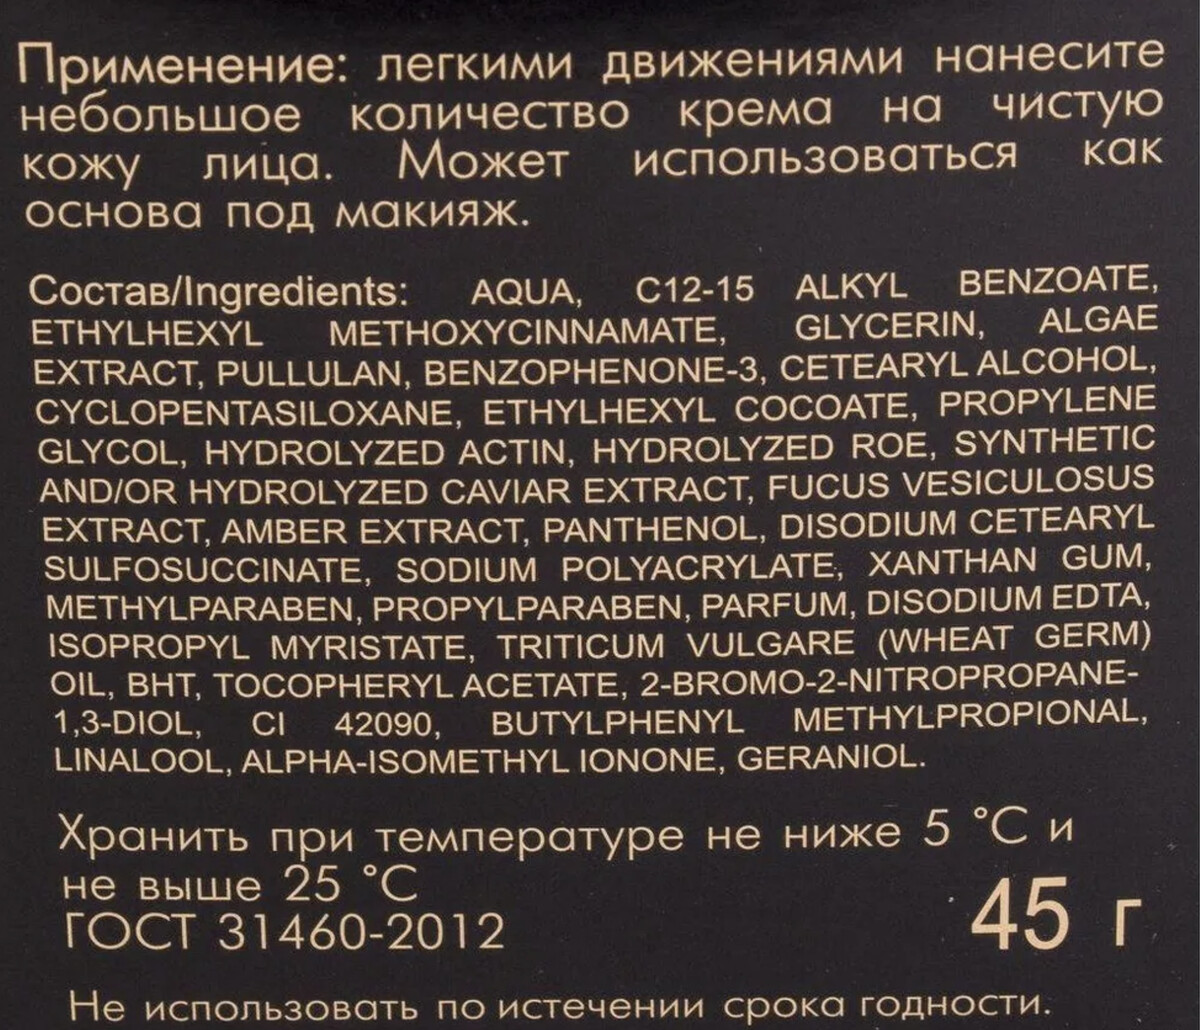 Применение: легкими движениями нанесите
небольшое количество крема на чистую
кожу лица. Может использоваться как
основа под макияж.
Состав/Ingredients: AQUA, C12-15 ALKYL BENZOATE,
ETHYLHEXYL METHOXYCINNAMATE, GLYCERIN, ALGAE
EXTRACT, PULLULAN, BENZOPHENONE-3, CETEARYL ALCOHOL,
CYCLOPENTASILOXANE, ETHYLHEXYL COCOATE, PROPYLENE
GLYCOL, HYDROLYZED ACTIN, HYDROLYZED ROE, SYNTHETIC
AND/OR HYDROLYZED CAVIAR EXTRACT, FUCUS VESICULOSUS
EXTRACT, AMBER EXTRACT, PANTHENOL, DISODIUM CETEARYL
SULFOSUCCINATE, SODIUM POLYACRYLATE, XANTHAN GUM,
METHYLPARABEN, PROPYLPARABEN, PARFUM, DISODIUM EDTA,
ISOPROPYL MYRISTATE, TRITICUM VULGARE (WHEAT GERM)
OIL, BHT, TOCOPHERYL ACETATE, 2-BROMO-2-NITROPROPANE-
1,3-DIOL, CI 42090, BUTYLPHENYL METHYLPROPIONAL,
LINALOOL, ALPHA-ISOMETHYL IONONE, GERANIOL.
Хранить при температуре не ниже 5 °C и
не выше 25 °C
ГОСТ 31460-2012
45 г
Не использовать по истечении срока годности.